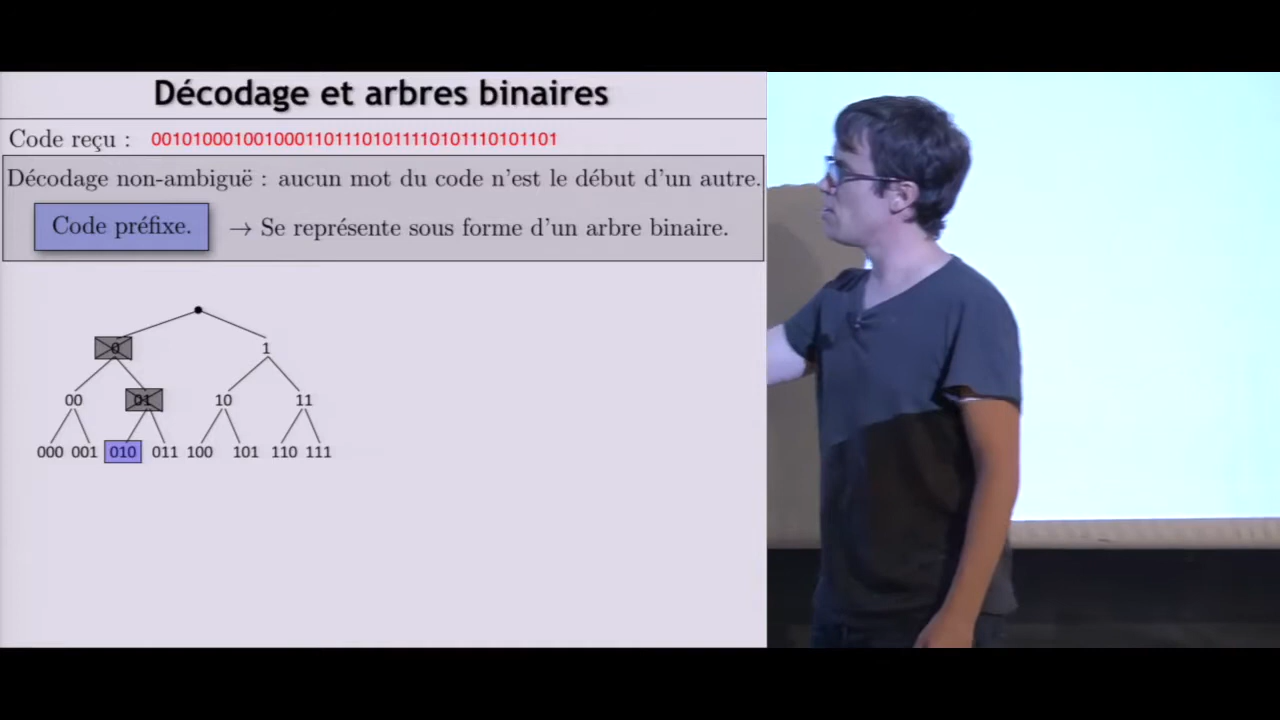 Décodage et arbres binaires
Code reçu : 00101000100100011011101011110101110101101
Décodage non-ambiguë : aucun mot du code n'est le début d'un autre.
Code préfixe. → Se représente sous forme d'un arbre binaire.
0 1
00 01 10 11
000 001 010 011 100 101 110 111